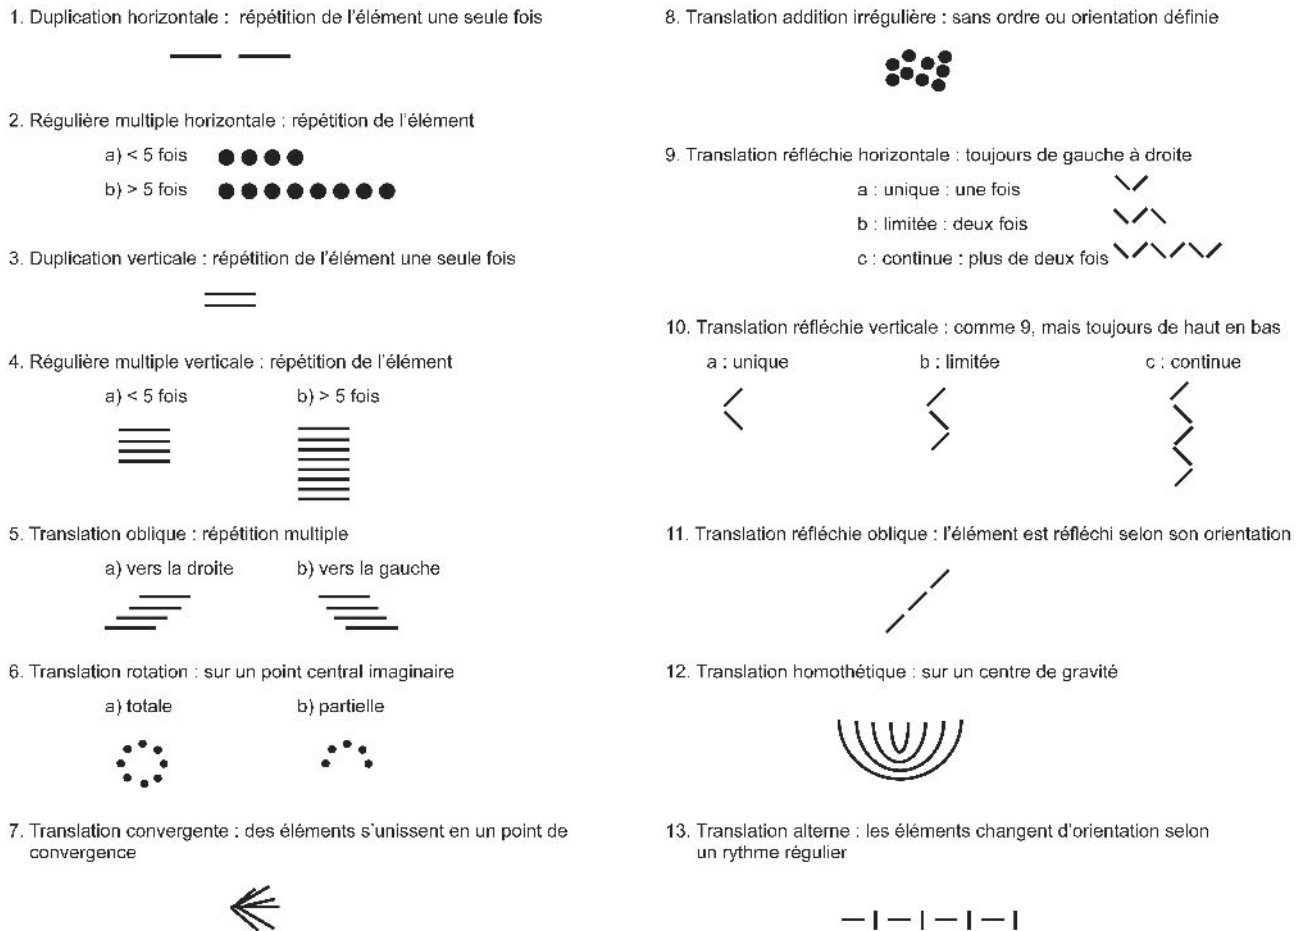 1. Duplication horizontale : répétition de l'élément une seule fois
2. Régulière multiple horizontale : répétition de l'élément
a) < 5 fois
b) > 5 fois
3. Duplication verticale : répétition de l'élément une seule fois
4. Régulière multiple verticale : répétition de l'élément
a) < 5 fois b) > 5 fois
5. Translation oblique : répétition multiple
a) vers la droite b) vers la gauche
6. Translation rotation : sur un point central imaginaire
a) totale b) partielle
7. Translation convergente : des éléments s'unissent en un point de
convergence
8. Translation addition irrégulière : sans ordre ou orientation définie
9. Translation réfléchie horizontale : toujours de gauche à droite
a : unique : une fois
b : limitée : deux fois
c : continue : plus de deux fois
10. Translation réfléchie verticale : comme 9, mais toujours de haut en bas
a : unique b : limitée c : continue
11. Translation réfléchie oblique : l'élément est réfléchi selon son orientation
12. Translation homothétique : sur un centre de gravité
13. Translation alterne : les éléments changent d'orientation selon
un rythme régulier